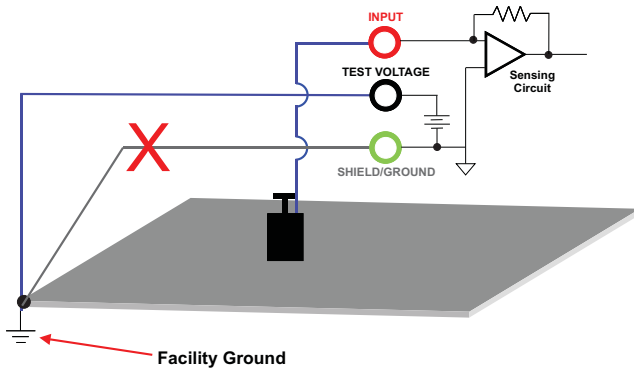 INPUT
TEST VOLTAGE
Sensing
Circuit
SHIELD/GROUND
Facility Ground